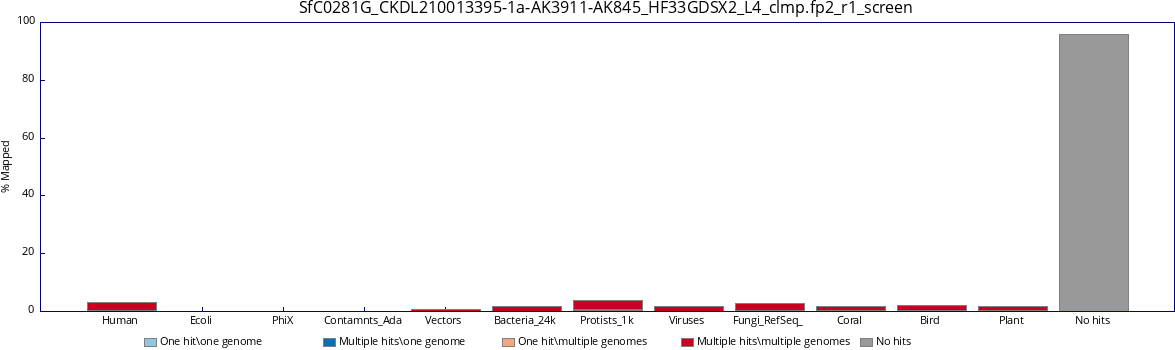 SfC0281G_CKDL210013395-1a-AK3911-AK845_HF33GDSX2_L4_clmp.fp2_r1_screen
100
80
60
40
20
0
% Mapped
Human Ecoli PhiX Contamnts_Ada Vectors Bacteria_24k Protists_1k Viruses Fungi_RefSeq_ Coral Bird Plant No hits
One hit\one genome Multiple hits\one genome One hit\multiple genomes Multiple hits\multiple genomes No hits